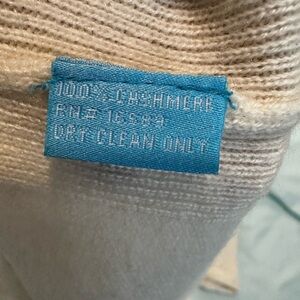 100% CASHMERE
RN# 16589
DRY CLEAN ONLY